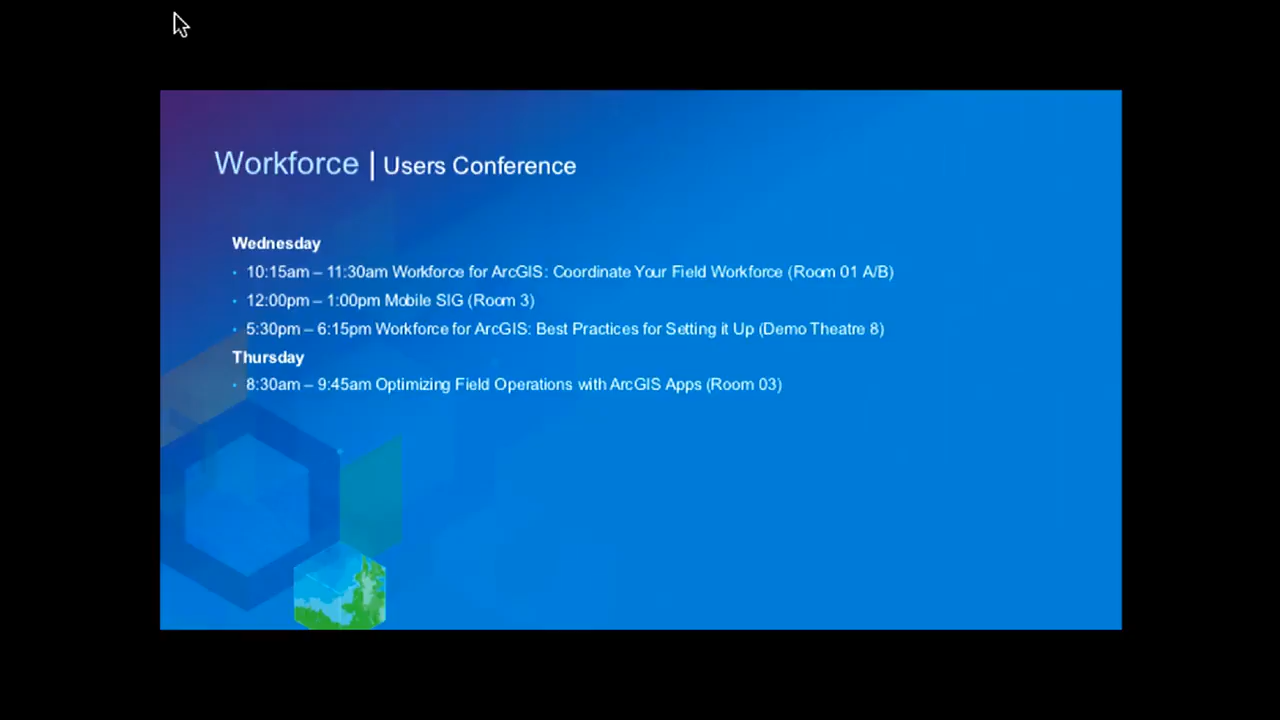 Workforce | Users Conference
Wednesday
• 10:15am – 11:30am Workforce for ArcGIS: Coordinate Your Field Workforce (Room 01 A/B)
• 12:00pm – 1:00pm Mobile SIG (Room 3)
• 5:30pm – 6:15pm Workforce for ArcGIS: Best Practices for Setting it Up (Demo Theatre 8)
Thursday
• 8:30am – 9:45am Optimizing Field Operations with ArcGIS Apps (Room 03)